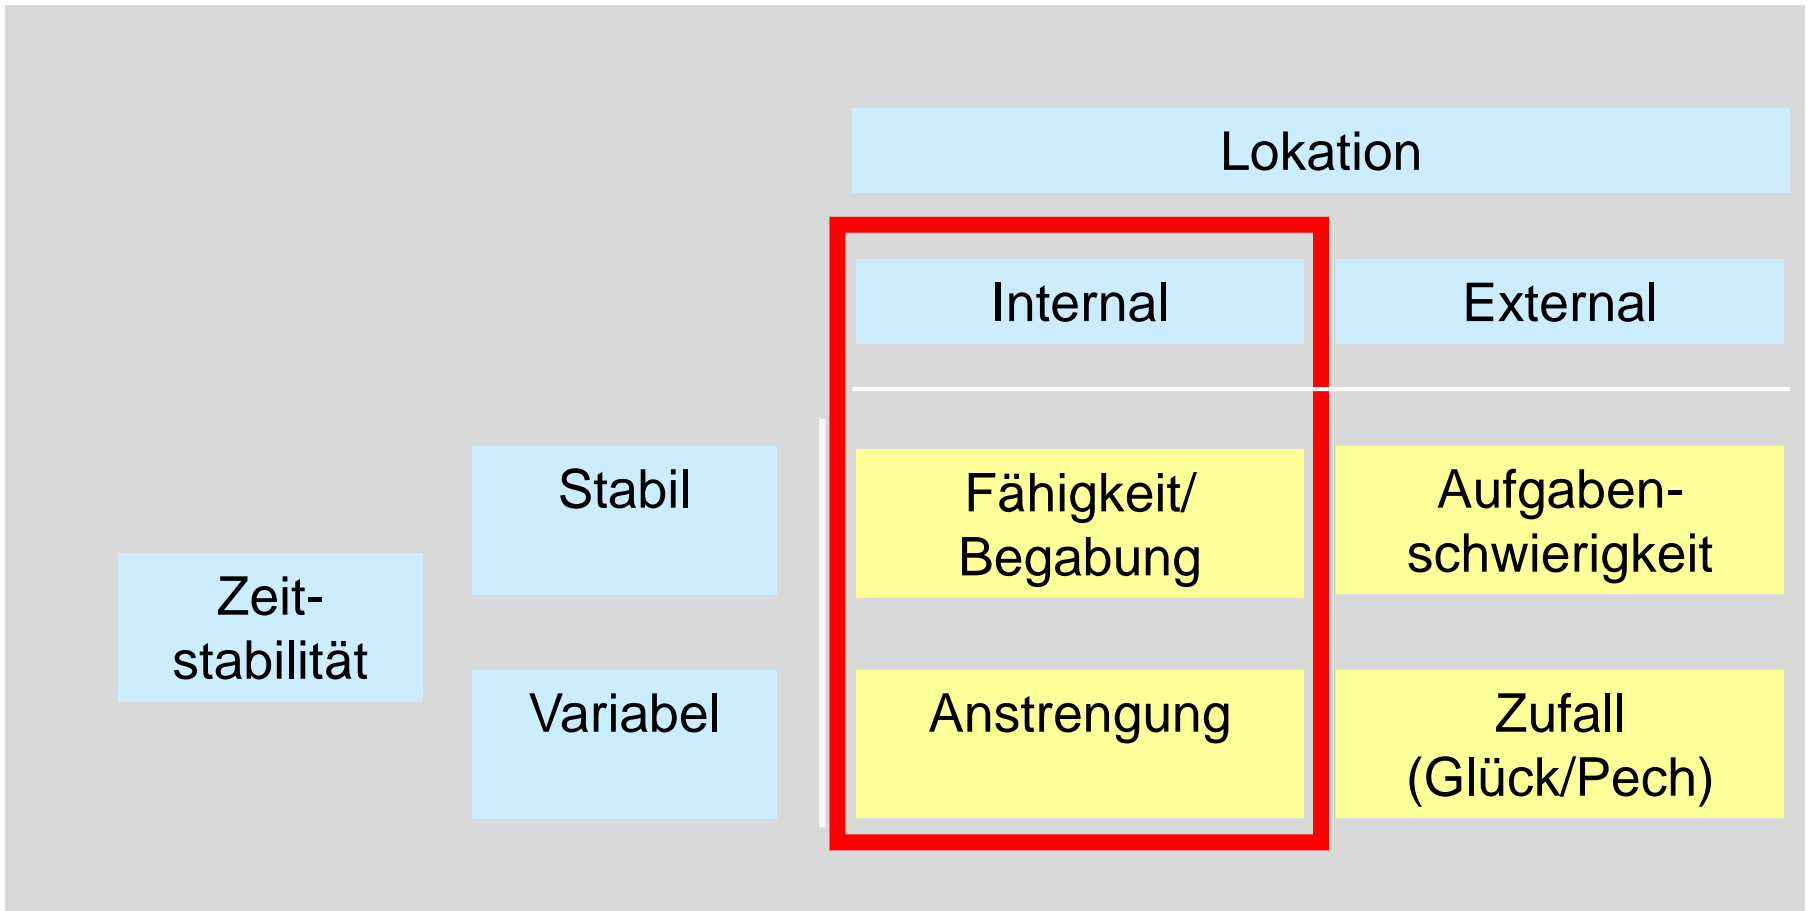 Lokation
Internal
External
Stabil
Fähigkeit/
Begabung
Aufgaben-
schwierigkeit
Zeit-
stabilität
Variabel
Anstrengung
Zufall
(Glück/Pech)